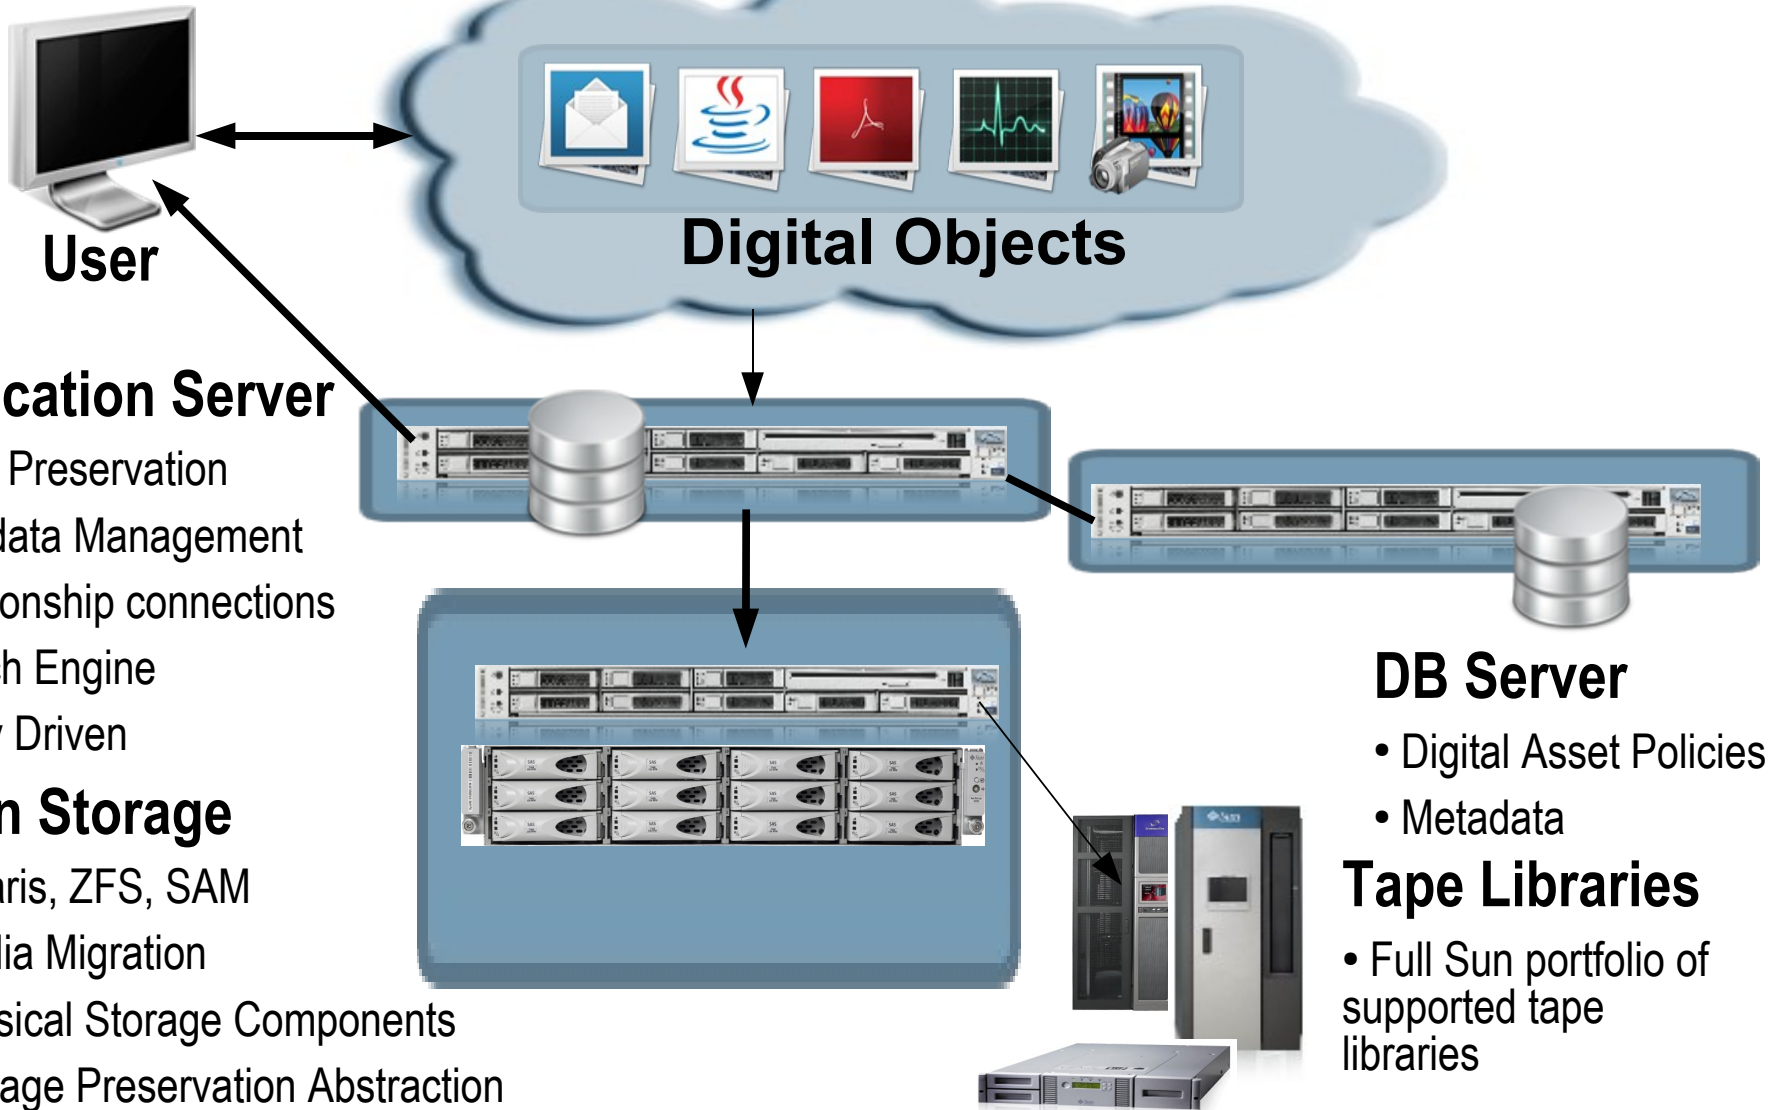 Digital Objects
User
cation Server
Preservation
data Management
onship connections
ch Engine
Driven
n Storage
aris, ZFS, SAM
dia Migration
sical Storage Components
age Preservation Abstraction
DB Server
• Digital Asset Policies
• Metadata
Tape Libraries
• Full Sun portfolio of
supported tape
libraries